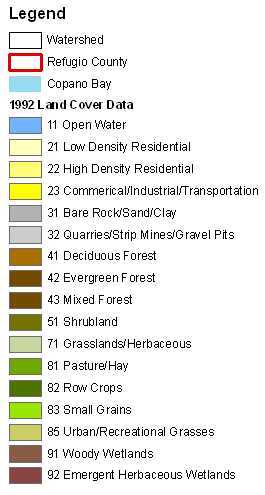 Legend
Watershed
Refugio County
Copano Bay
1992 Land Cover Data
11 Open Water
21 Low Density Residential
22 High Density Residential
23 Commerical/Industrial/Transportation
31 Bare Rock/Sand/Clay
32 Quarries/Strip Mines/Gravel Pits
41 Deciduous Forest
42 Evergreen Forest
43 Mixed Forest
51 Shrubland
71 Grasslands/Herbaceous
81 Pasture/Hay
82 Row Crops
83 Small Grains
85 Urban/Recreational Grasses
91 Woody Wetlands
92 Emergent Herbaceous Wetlands